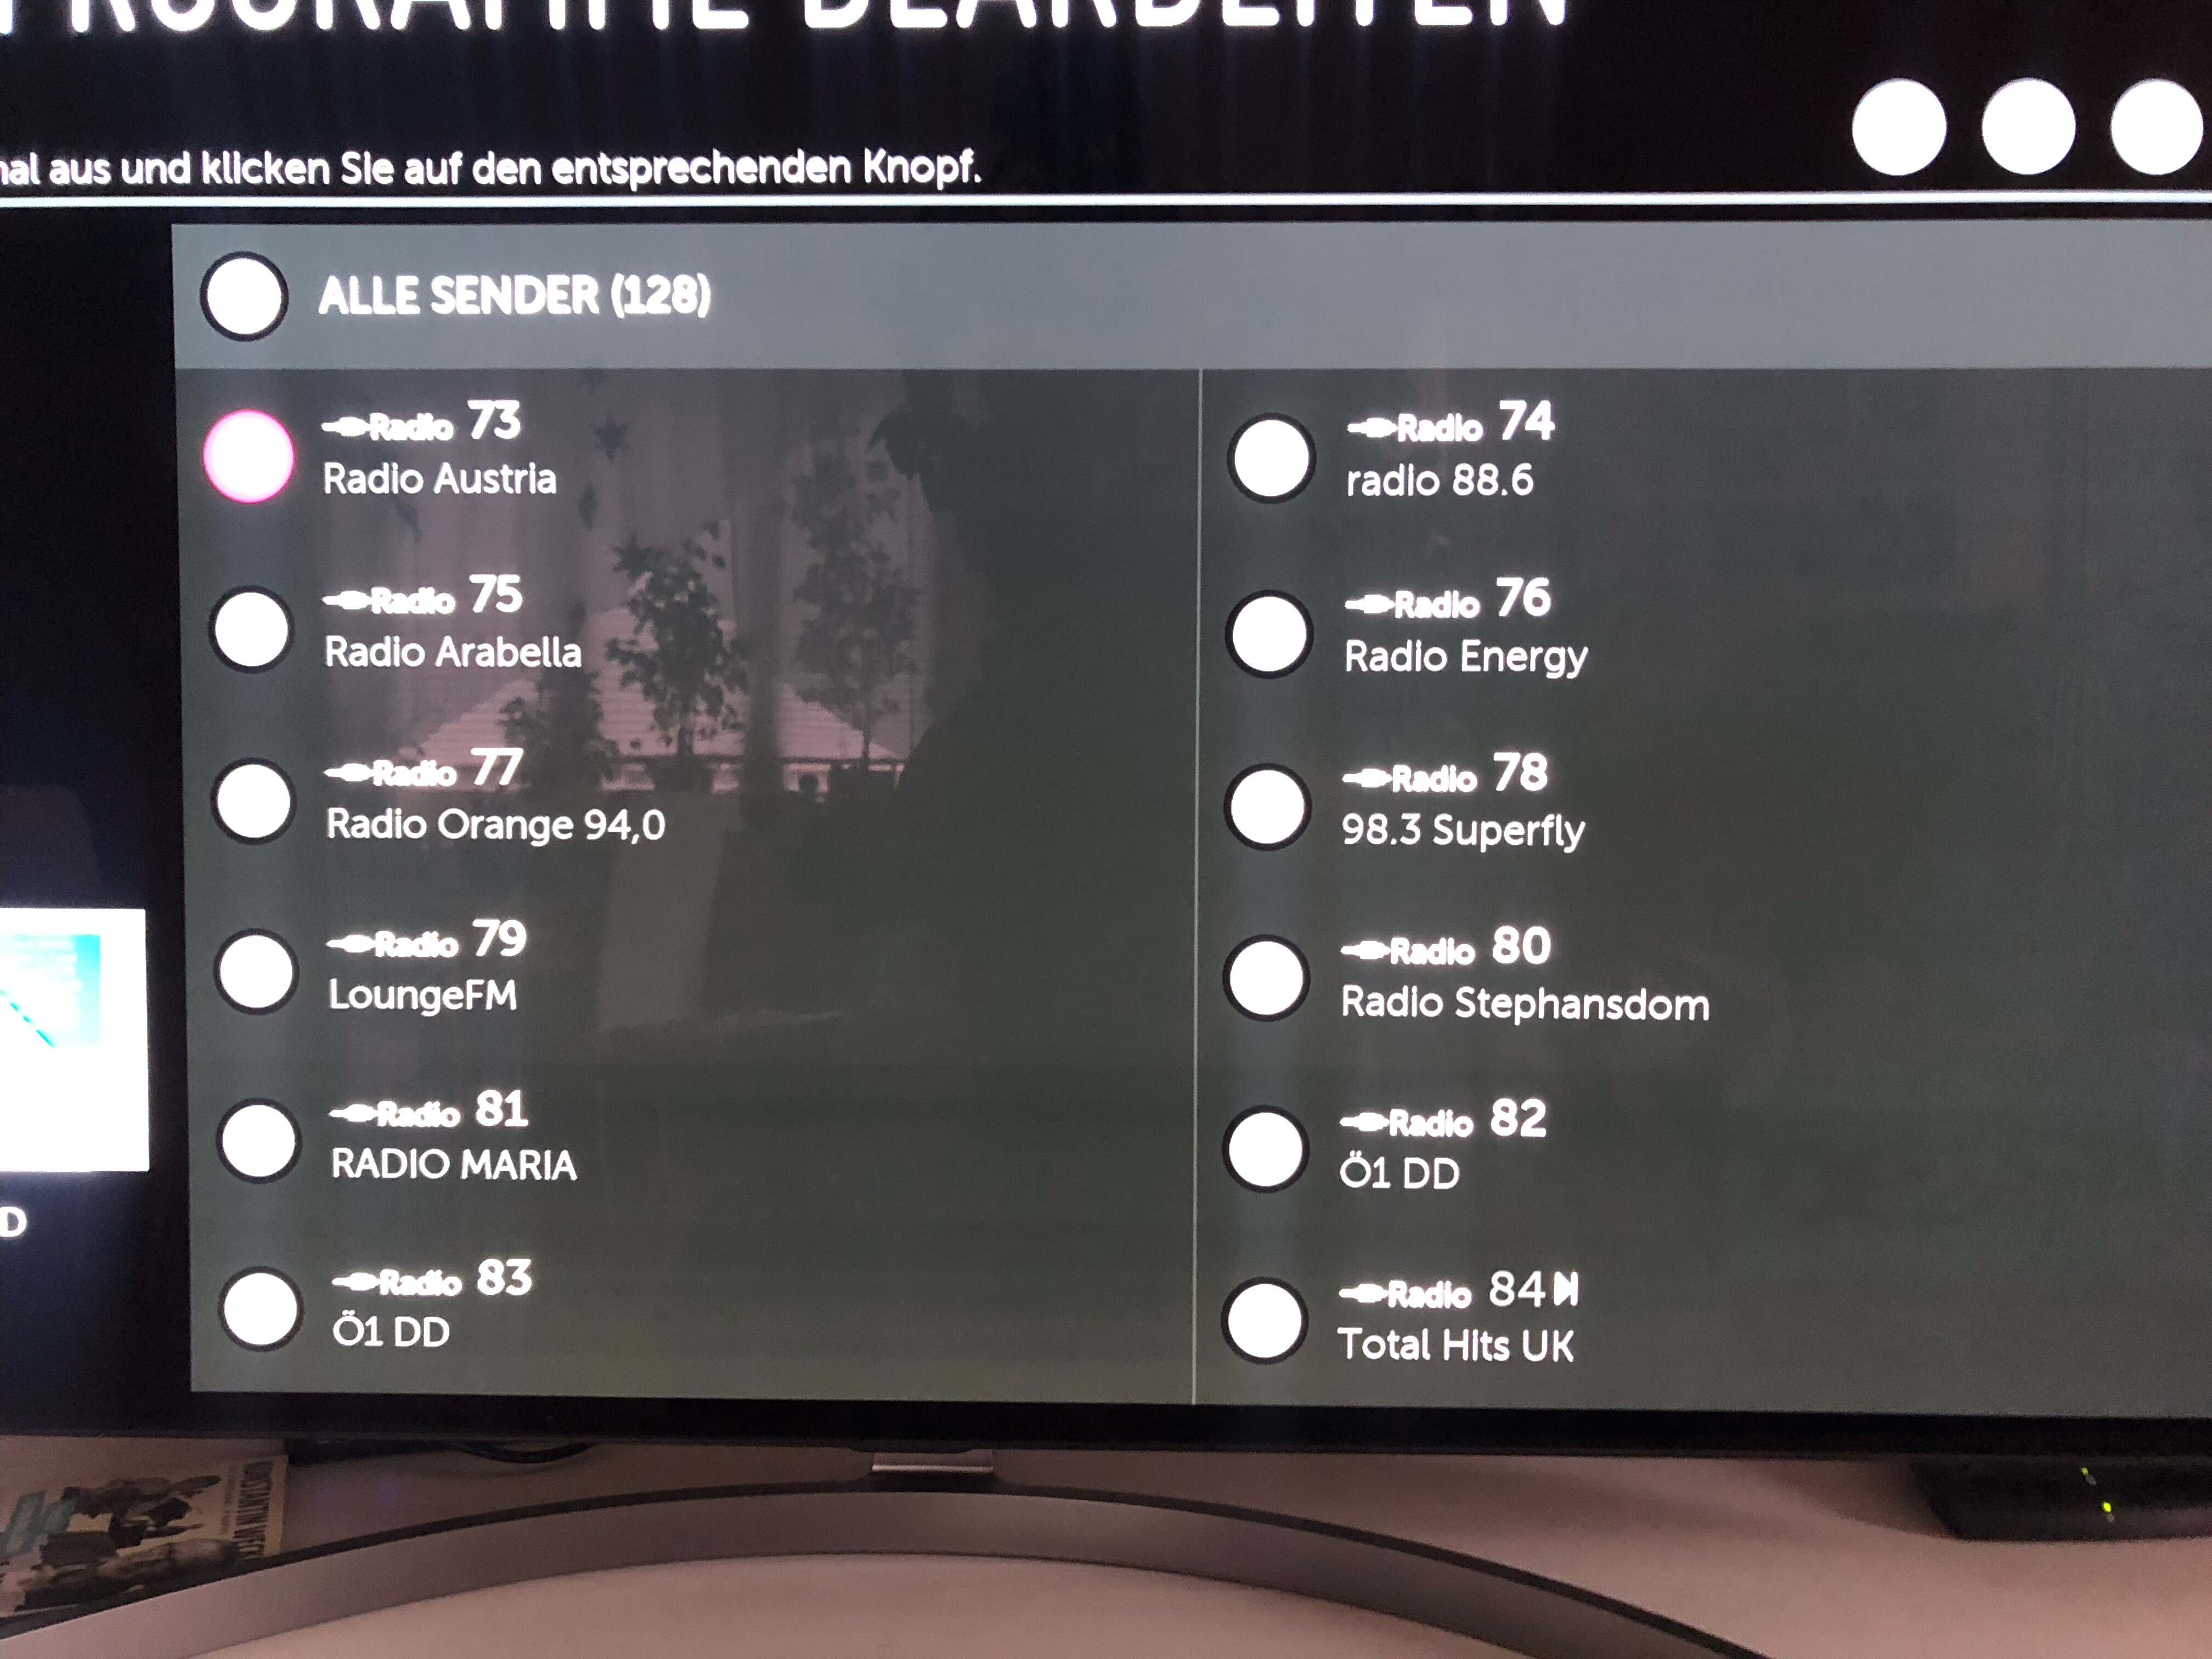 PROGRAMME BEARBEITEN
aus und klicken Sie auf den entsprechenden Knopf.
ALLE SENDER (128)
Radio 73
Radio Austria
Radio 74
radio 88.6
Radio 75
Radio Arabella
Radio 76
Radio Energy
Radio 77
Radio Orange 94,0
Radio 78
98.3 Superfly
Radio 79
LoungeFM
Radio 80
Radio Stephansdom
Radio 81
RADIO MARIA
Radio 82
Ö1 DD
Radio 83
Ö1 DD
Radio 84
Total Hits UK
D
KONSTANTIN